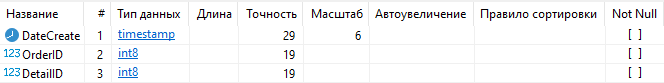 Название # Тип данных Длина Точность Масштаб Автоувеличение Правило сортировки Not Null
DateCreate 1 timestamp 29 6 [ ]
123 OrderID 2 int8 19 [ ]
123 DetailID 3 int8 19 [ ]